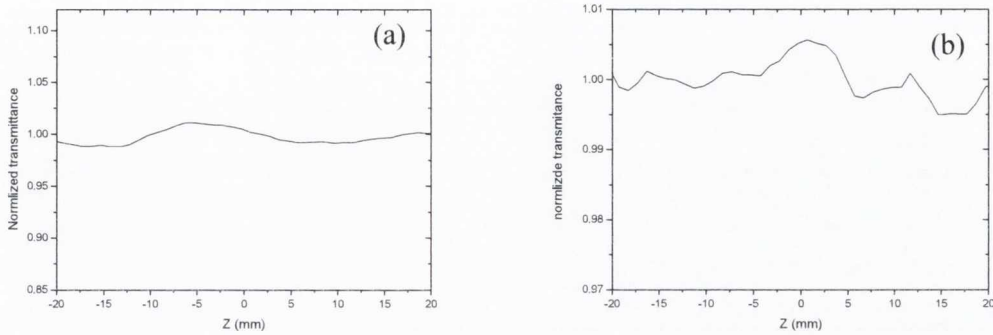 (a)
Normlized transmittance
1.10
1.05
1.00
0.95
0.90
0.85
-20 -15 -10 -5 0 5 10 15 20
Z (mm)
(b)
normlizde transmitance
1.01
1.00
0.99
0.98
0.97
-20 -15 -10 -5 0 5 10 15 20
Z (mm)